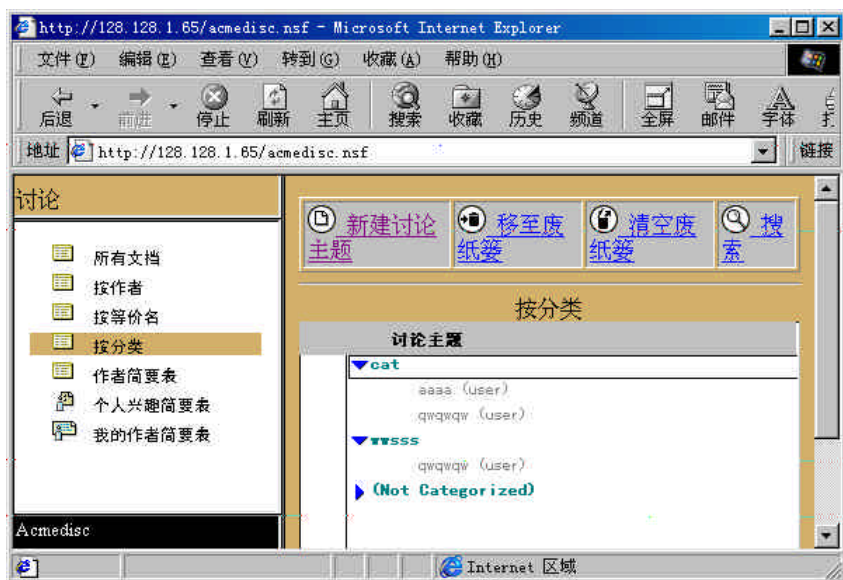 http://128.128.1.65/acmedisc.nsf - Microsoft Internet Explorer
文件(F) 编辑(E) 查看(V) 转到(G) 收藏(A) 帮助(H)
后退 前进 停止 刷新 主页 搜索 收藏 历史 频道 全屏 邮件 字体
地址 http://128.128.1.65/acmedisc.nsf 链接
讨论
所有文档
按作者
按等价名
按分类
作者简要表
个人兴趣简要表
我的作者简要表
Acmedisc
新建讨论主题 移至废纸篓 清空废纸篓 搜索
按分类
讨论主题
cat
aaaa (user)
qwqwqw (user)
wwsss
qwqwqw (user)
(Not Categorized)
Internet 区域